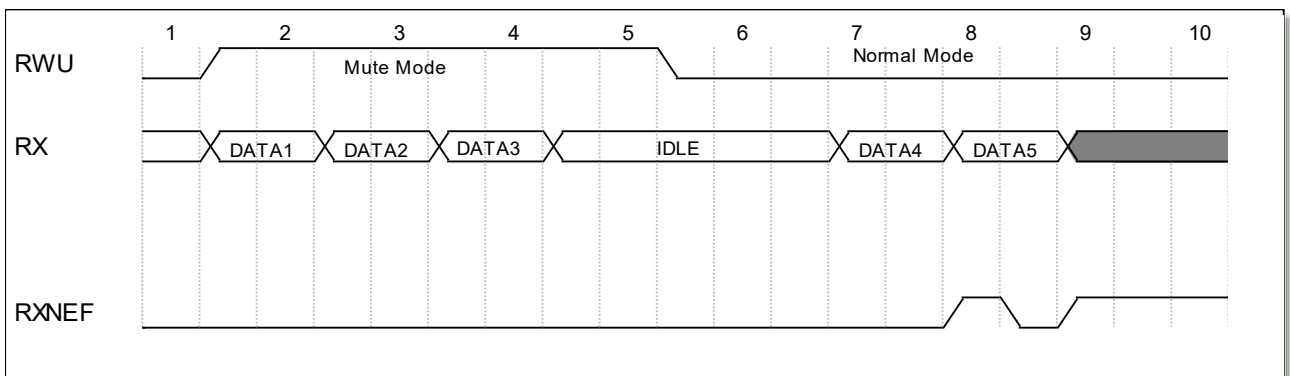 1 2 3 4 5 6 7 8 9 10
RWU Mute Mode Normal Mode
RX DATA1 DATA2 DATA3 IDLE DATA4 DATA5
RXNEF